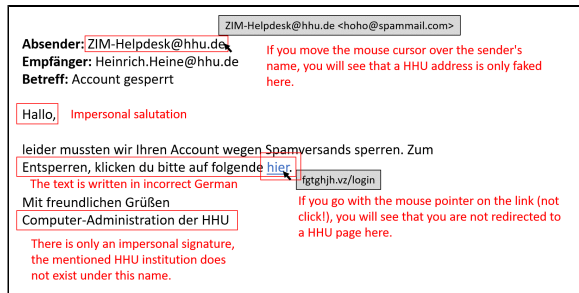 ZIM-Helpdesk@hhu.de <hoho@spammail.com>
Absender: ZIM-Helpdesk@hhu.de
Empfänger: Heinrich.Heine@hhu.de
Betreff: Account gesperrt
If you move the mouse cursor over the sender's
name, you will see that a HHU address is only faked
here.
Hallo, Impersonal salutation
leider mussten wir Ihren Account wegen Spamversands sperren. Zum
Entsperren, klicken du bitte auf folgende hier.
The text is written in incorrect German
fgtghjh.vz/login
Mit freundlichen Grüßen
Computer-Administration der HHU
If you go with the mouse pointer on the link (not
click!), you will see that you are not redirected to
a HHU page here.
There is only an impersonal signature,
the mentioned HHU institution does
not exist under this name.